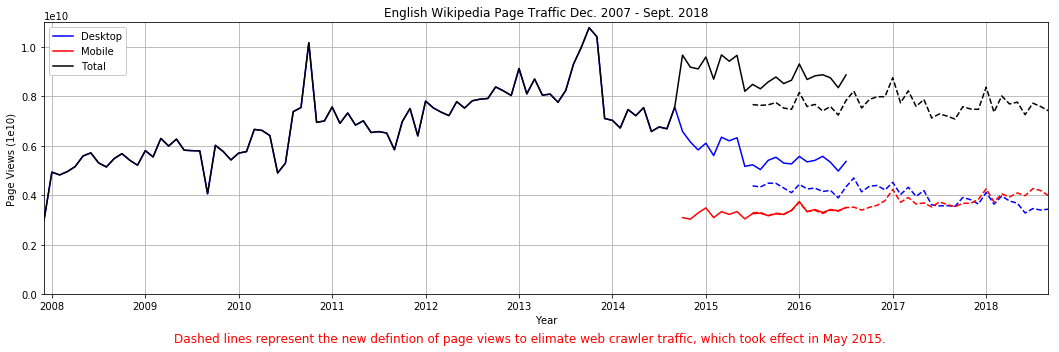 English Wikipedia Page Traffic Dec. 2007 - Sept. 2018
1e10
Desktop
Mobile
Total
Page Views (1e10)
1.0
0.8
0.6
0.4
0.2
0.0
2008 2009 2010 2011 2012 2013 2014 2015 2016 2017 2018
Year
Dashed lines represent the new defintion of page views to elimate web crawler traffic, which took effect in May 2015.